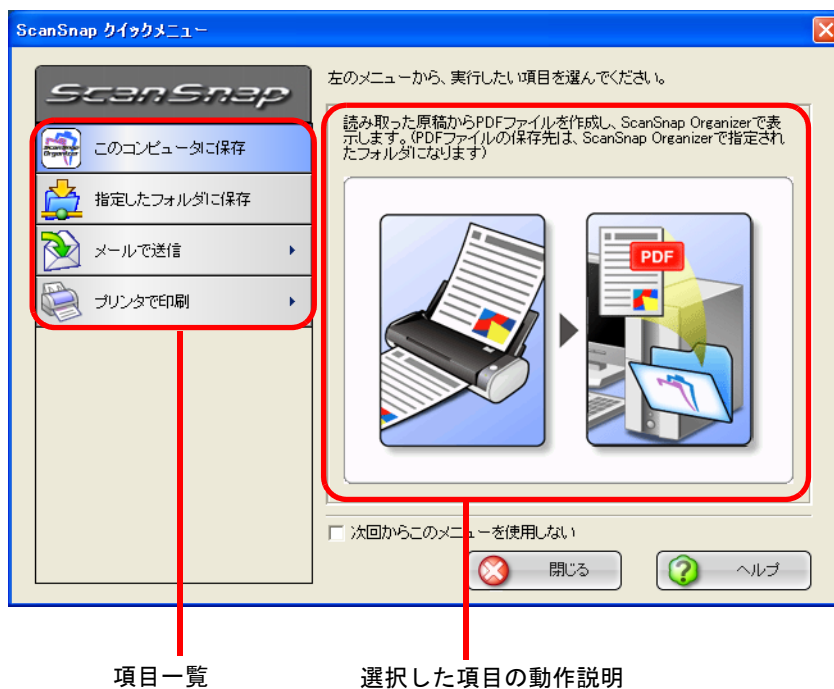 ScanSnap クイックメニュー
ScanSnap
このコンピュータに保存
指定したフォルダに保存
メールで送信
プリンタで印刷
左のメニューから、実行したい項目を選んでください。
読み取った原稿からPDFファイルを作成し、ScanSnap Organizerで表
示します。(PDFファイルの保存先は、ScanSnap Organizerで指定され
たフォルダになります)
PDF
次回からこのメニューを使用しない
閉じる
ヘルプ
項目一覧
選択した項目の動作説明